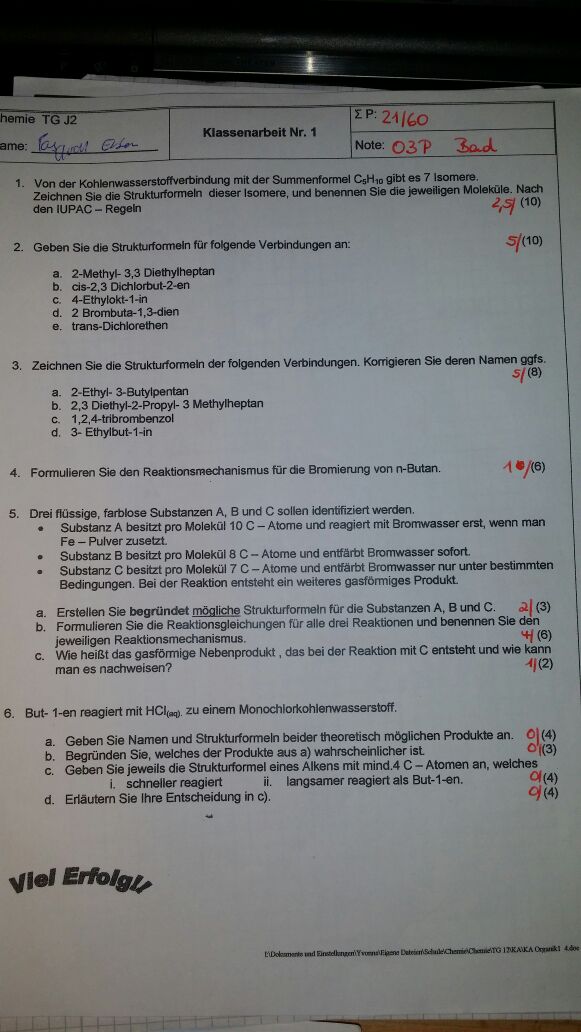 hemie TG J2
Klassenarbeit Nr. 1
Σ P: 21/60
ame:
Note: 03P Bad
1. Von der Kohlenwasserstoffverbindung mit der Summenformel C₅H₁₀ gibt es 7 Isomere.
Zeichnen Sie die Strukturformeln dieser Isomere, und benennen Sie die jeweiligen Moleküle. Nach
den IUPAC – Regeln 2,5/ (10)
2. Geben Sie die Strukturformeln für folgende Verbindungen an: 5/(10)
a. 2-Methyl- 3,3 Diethylheptan
b. cis-2,3 Dichlorbut-2-en
c. 4-Ethylokt-1-in
d. 2 Brombuta-1,3-dien
e. trans-Dichlorethen
3. Zeichnen Sie die Strukturformeln der folgenden Verbindungen. Korrigieren Sie deren Namen ggfs.
5/(8)
a. 2-Ethyl- 3-Butylpentan
b. 2,3 Diethyl-2-Propyl- 3 Methylheptan
c. 1,2,4-tribrombenzol
d. 3- Ethylbut-1-in
4. Formulieren Sie den Reaktionsmechanismus für die Bromierung von n-Butan. /(6)
5. Drei flüssige, farblose Substanzen A, B und C sollen identifiziert werden.
• Substanz A besitzt pro Molekül 10 C – Atome und reagiert mit Bromwasser erst, wenn man
Fe – Pulver zusetzt.
• Substanz B besitzt pro Molekül 8 C – Atome und entfärbt Bromwasser sofort.
• Substanz C besitzt pro Molekül 7 C – Atome und entfärbt Bromwasser nur unter bestimmten
Bedingungen. Bei der Reaktion entsteht ein weiteres gasförmiges Produkt.
a. Erstellen Sie begründet mögliche Strukturformeln für die Substanzen A, B und C. 2/(3)
b. Formulieren Sie die Reaktionsgleichungen für alle drei Reaktionen und benennen Sie den
jeweiligen Reaktionsmechanismus. 4/(6)
c. Wie heißt das gasförmige Nebenprodukt , das bei der Reaktion mit C entsteht und wie kann
man es nachweisen? 1/(2)
6. But- 1-en reagiert mit HCl(aq). zu einem Monochlorkohlenwasserstoff.
a. Geben Sie Namen und Strukturformeln beider theoretisch möglichen Produkte an. 0/(4)
b. Begründen Sie, welches der Produkte aus a) wahrscheinlicher ist. 0/(3)
c. Geben Sie jeweils die Strukturformel eines Alkens mit mind.4 C – Atomen an, welches
i. schneller reagiert ii. langsamer reagiert als But-1-en. 0/(4)
d. Erläutern Sie Ihre Entscheidung in c). 0/(4)
Viel Erfolg!!
E:\Dokumente und Einstellungen\Yvonne\Eigene Dateien\Schule\Chemie\Chemie\TG 12\KA\KA Organik1 4.doc